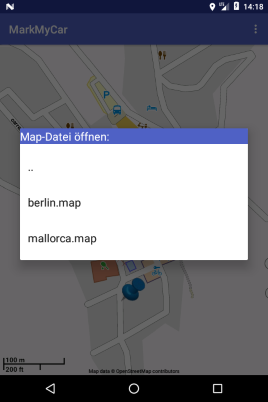 14:18
MarkMyCar
P
Map-Datei öffnen:
..
berlin.map
mallorca.map
100 m
200 ft
Map data © OpenStreetMap contributors